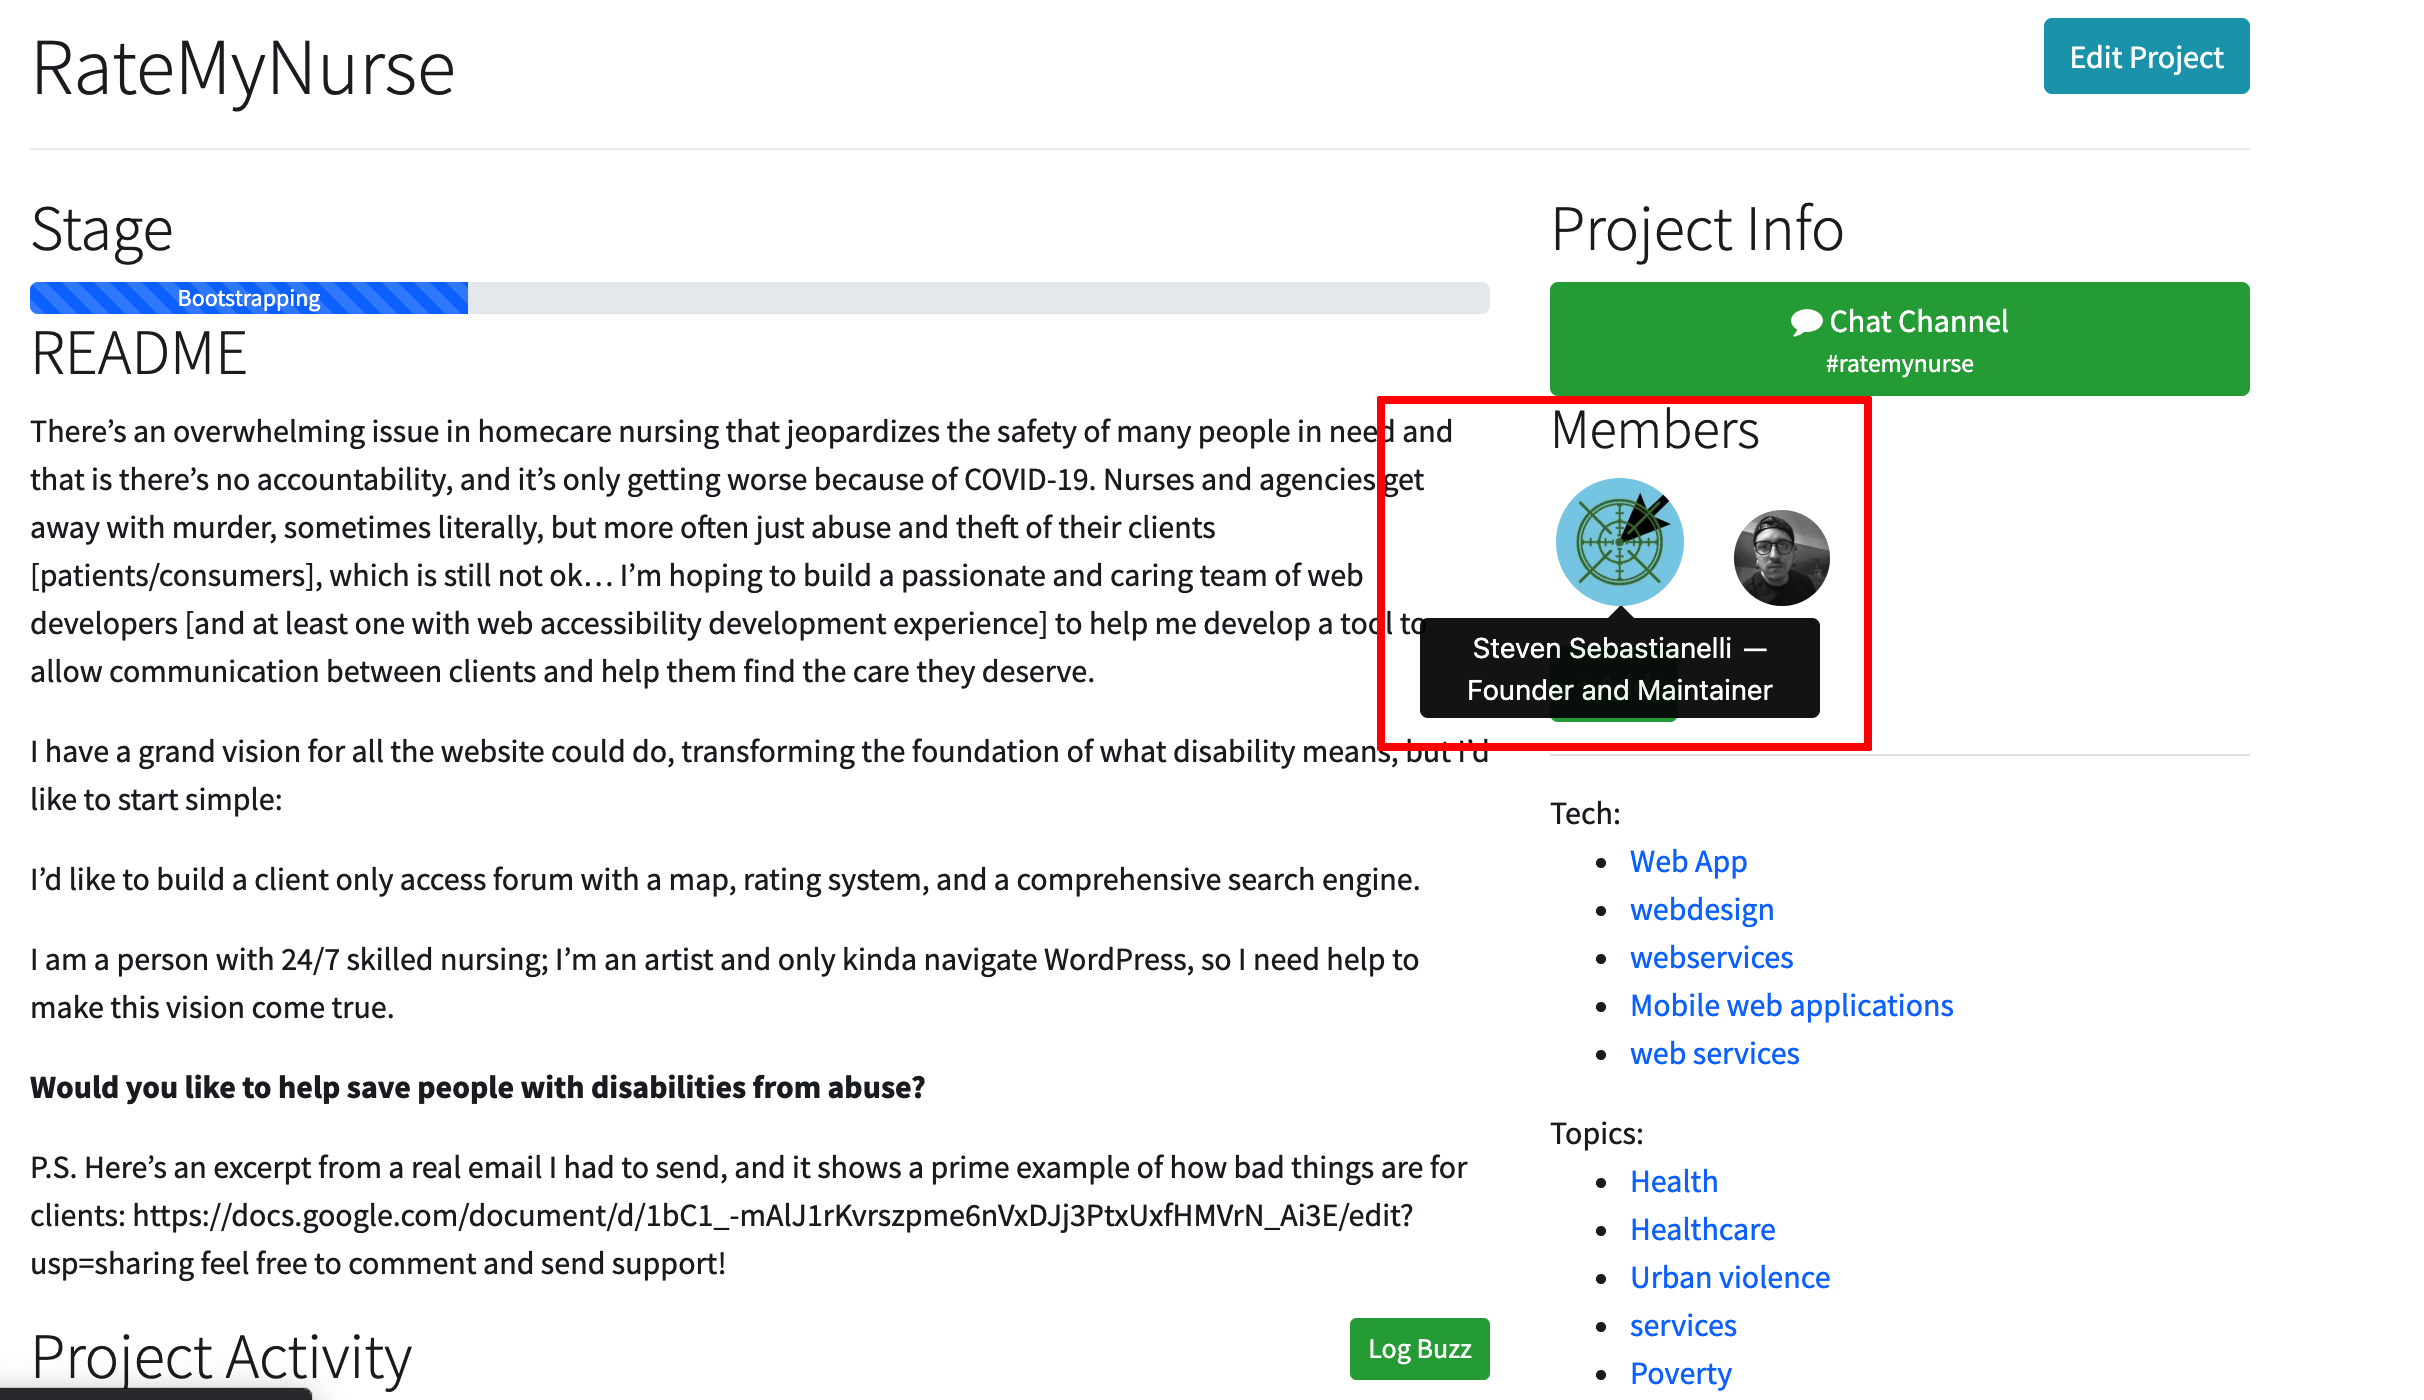 RateMyNurse
Edit Project
Stage
Bootstrapping
README
There’s an overwhelming issue in homecare nursing that jeopardizes the safety of many people in need and
that is there’s no accountability, and it’s only getting worse because of COVID-19. Nurses and agencies get
away with murder, sometimes literally, but more often just abuse and theft of their clients
[patients/consumers], which is still not ok… I’m hoping to build a passionate and caring team of web
developers [and at least one with web accessibility development experience] to help me develop a tool to
allow communication between clients and help them find the care they deserve.
I have a grand vision for all the website could do, transforming the foundation of what disability means, but I’d
like to start simple:
I’d like to build a client only access forum with a map, rating system, and a comprehensive search engine.
I am a person with 24/7 skilled nursing; I’m an artist and only kinda navigate WordPress, so I need help to
make this vision come true.
Would you like to help save people with disabilities from abuse?
P.S. Here’s an excerpt from a real email I had to send, and it shows a prime example of how bad things are for
clients: https://docs.google.com/document/d/1bC1_-mAlJ1rKvrszpme6nVxDJj3PtxUxfHMVrN_Ai3E/edit?
usp=sharing feel free to comment and send support!
Project Activity
Log Buzz
Project Info
Chat Channel
#ratemynurse
Members
Steven Sebastianelli —
Founder and Maintainer
Tech:
Web App
webdesign
webservices
Mobile web applications
web services
Topics:
Health
Healthcare
Urban violence
services
Poverty